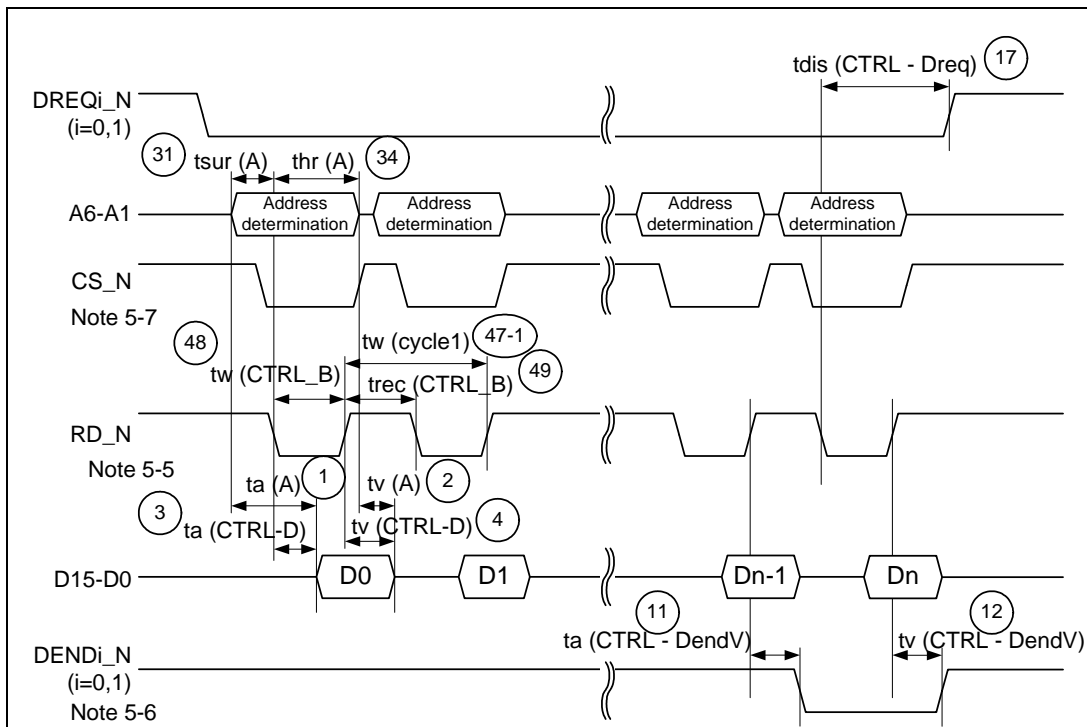 tdis (CTRL - Dreq) 17
DREQi_N
(i=0,1)
31 tsur (A) thr (A) 34
A6-A1
Address
determination
Address
determination
Address
determination
Address
determination
CS_N
Note 5-7
48
tw (cycle1) 47-1
tw (CTRL_B) trec (CTRL_B) 49
RD_N
Note 5-5
ta (A) 1 tv (A) 2
3 ta (CTRL-D) tv (CTRL-D) 4
D15-D0
D0
D1
Dn-1
Dn
11 12
ta (CTRL - DendV) tv (CTRL - DendV)
DENDi_N
(i=0,1)
Note 5-6